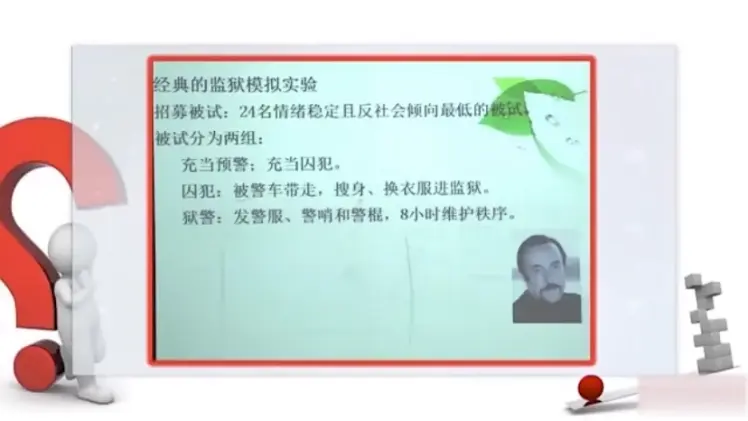 经典的监狱模拟实验
招募被试：24名情绪稳定且反社会倾向最低的被试。
被试分为两组：
充当预警；充当囚犯。
囚犯：被警车带走，搜身、换衣服进监狱。
狱警：发警服、警哨和警棍，8小时维护秩序。